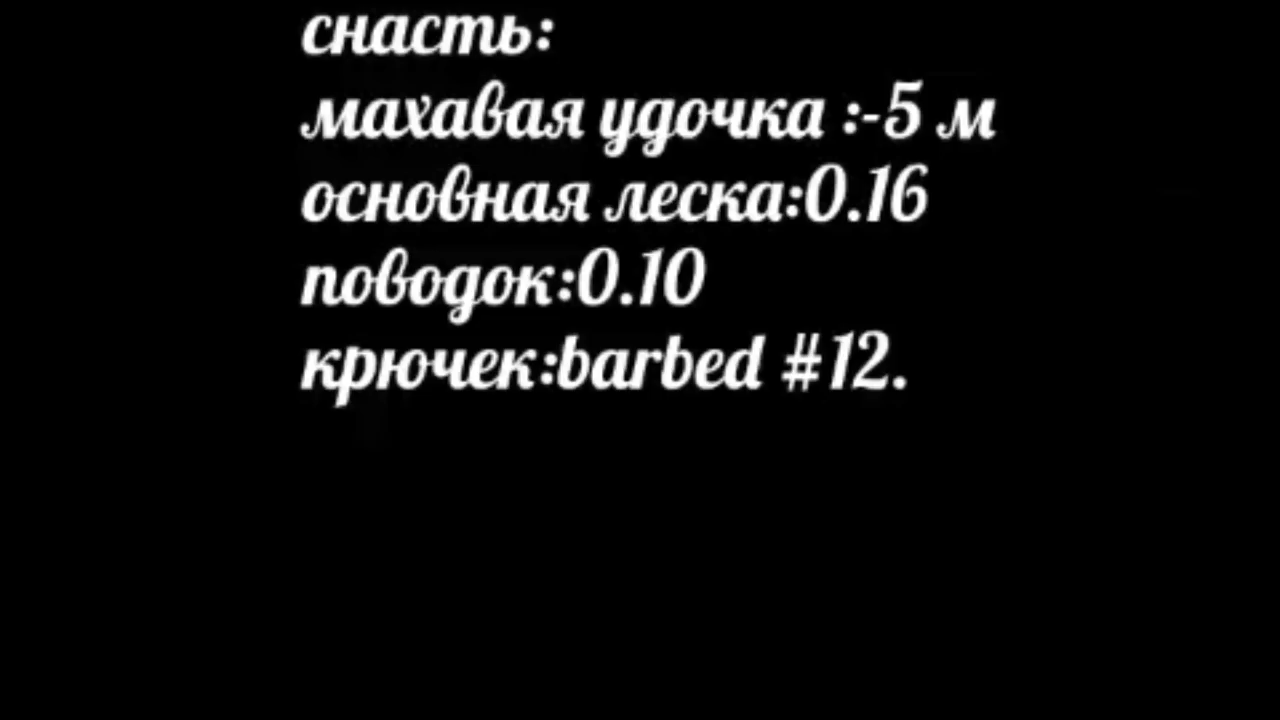 снасть:
махавая удочка :-5 м
основная леска:0.16
поводок:0.10
крючек:barbed #12.